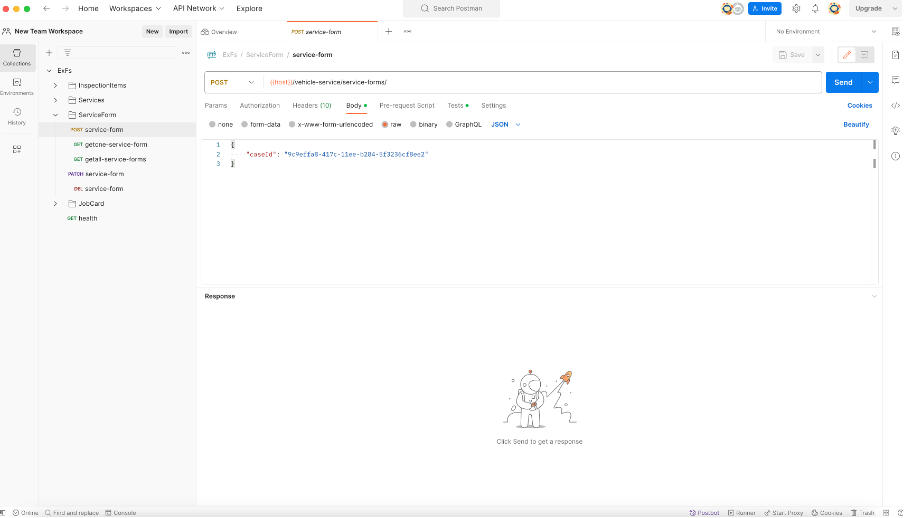 Home Workspaces API Network Explore Search Postman Invite Upgrade
New Team Workspace New Import Overview POST service-form No Environment
Collections
Environments
History
ExFs
InspectionItems
Services
ServiceForm
POST service-form
GET getone-service-form
GET getall-service-forms
PATCH service-form
DEL service-form
JobCard
GET health
ExFs / ServiceForm / service-form Save
POST {{host}}/vehicle-service/service-forms/ Send
Params Authorization Headers (10) Body Pre-request Script Tests Settings Cookies
none form-data x-www-form-urlencoded raw binary GraphQL JSON Beautify
1 {
2 "caseId": "9c9effa8-417c-11ee-b284-5f3236cf8ee2"
3 }
Response
Click Send to get a response
Online Find and replace Console Postbot Runner Start Proxy Cookies Trash